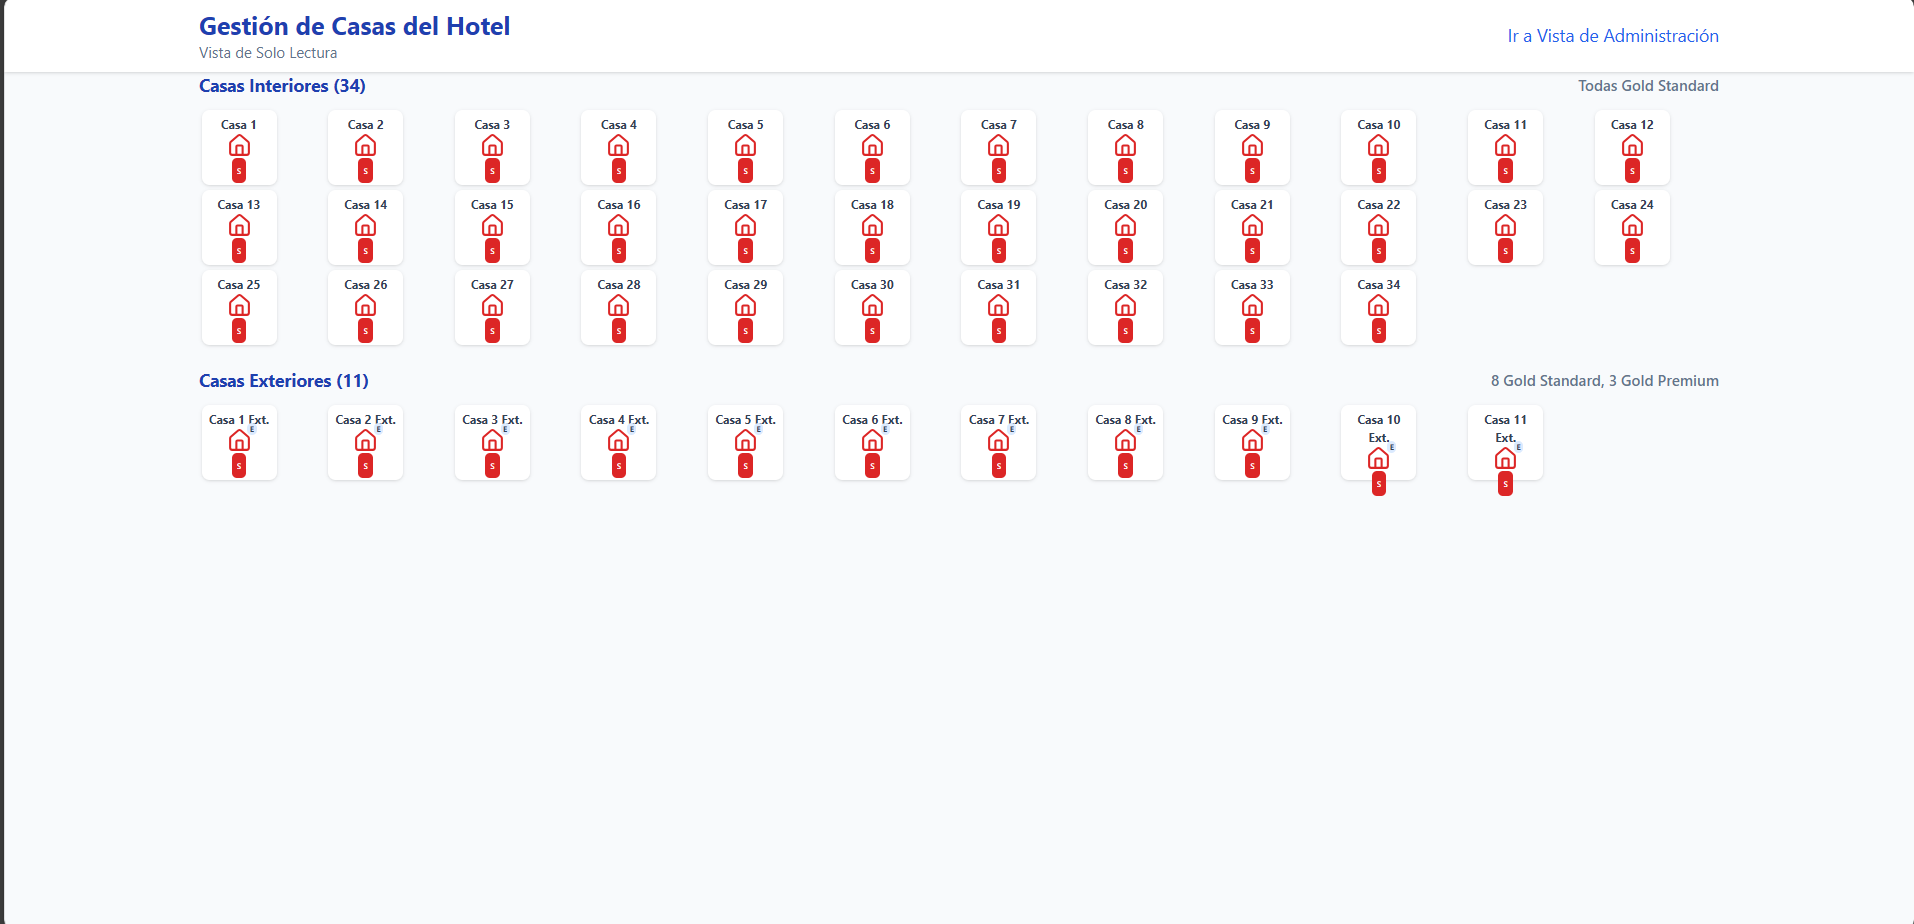 Gestión de Casas del Hotel
Vista de Solo Lectura
Ir a Vista de Administración
Casas Interiores (34)
Todas Gold Standard
Casa 1 Casa 2 Casa 3 Casa 4 Casa 5 Casa 6 Casa 7 Casa 8 Casa 9 Casa 10 Casa 11 Casa 12
S S S S S S S S S S S S
Casa 13 Casa 14 Casa 15 Casa 16 Casa 17 Casa 18 Casa 19 Casa 20 Casa 21 Casa 22 Casa 23 Casa 24
S S S S S S S S S S S S
Casa 25 Casa 26 Casa 27 Casa 28 Casa 29 Casa 30 Casa 31 Casa 32 Casa 33 Casa 34
S S S S S S S S S S
Casas Exteriores (11)
8 Gold Standard, 3 Gold Premium
Casa 1 Ext. Casa 2 Ext. Casa 3 Ext. Casa 4 Ext. Casa 5 Ext. Casa 6 Ext. Casa 7 Ext. Casa 8 Ext. Casa 9 Ext. Casa 10 Ext. Casa 11 Ext.
E E E E E E E E E E E
S S S S S S S S S S S